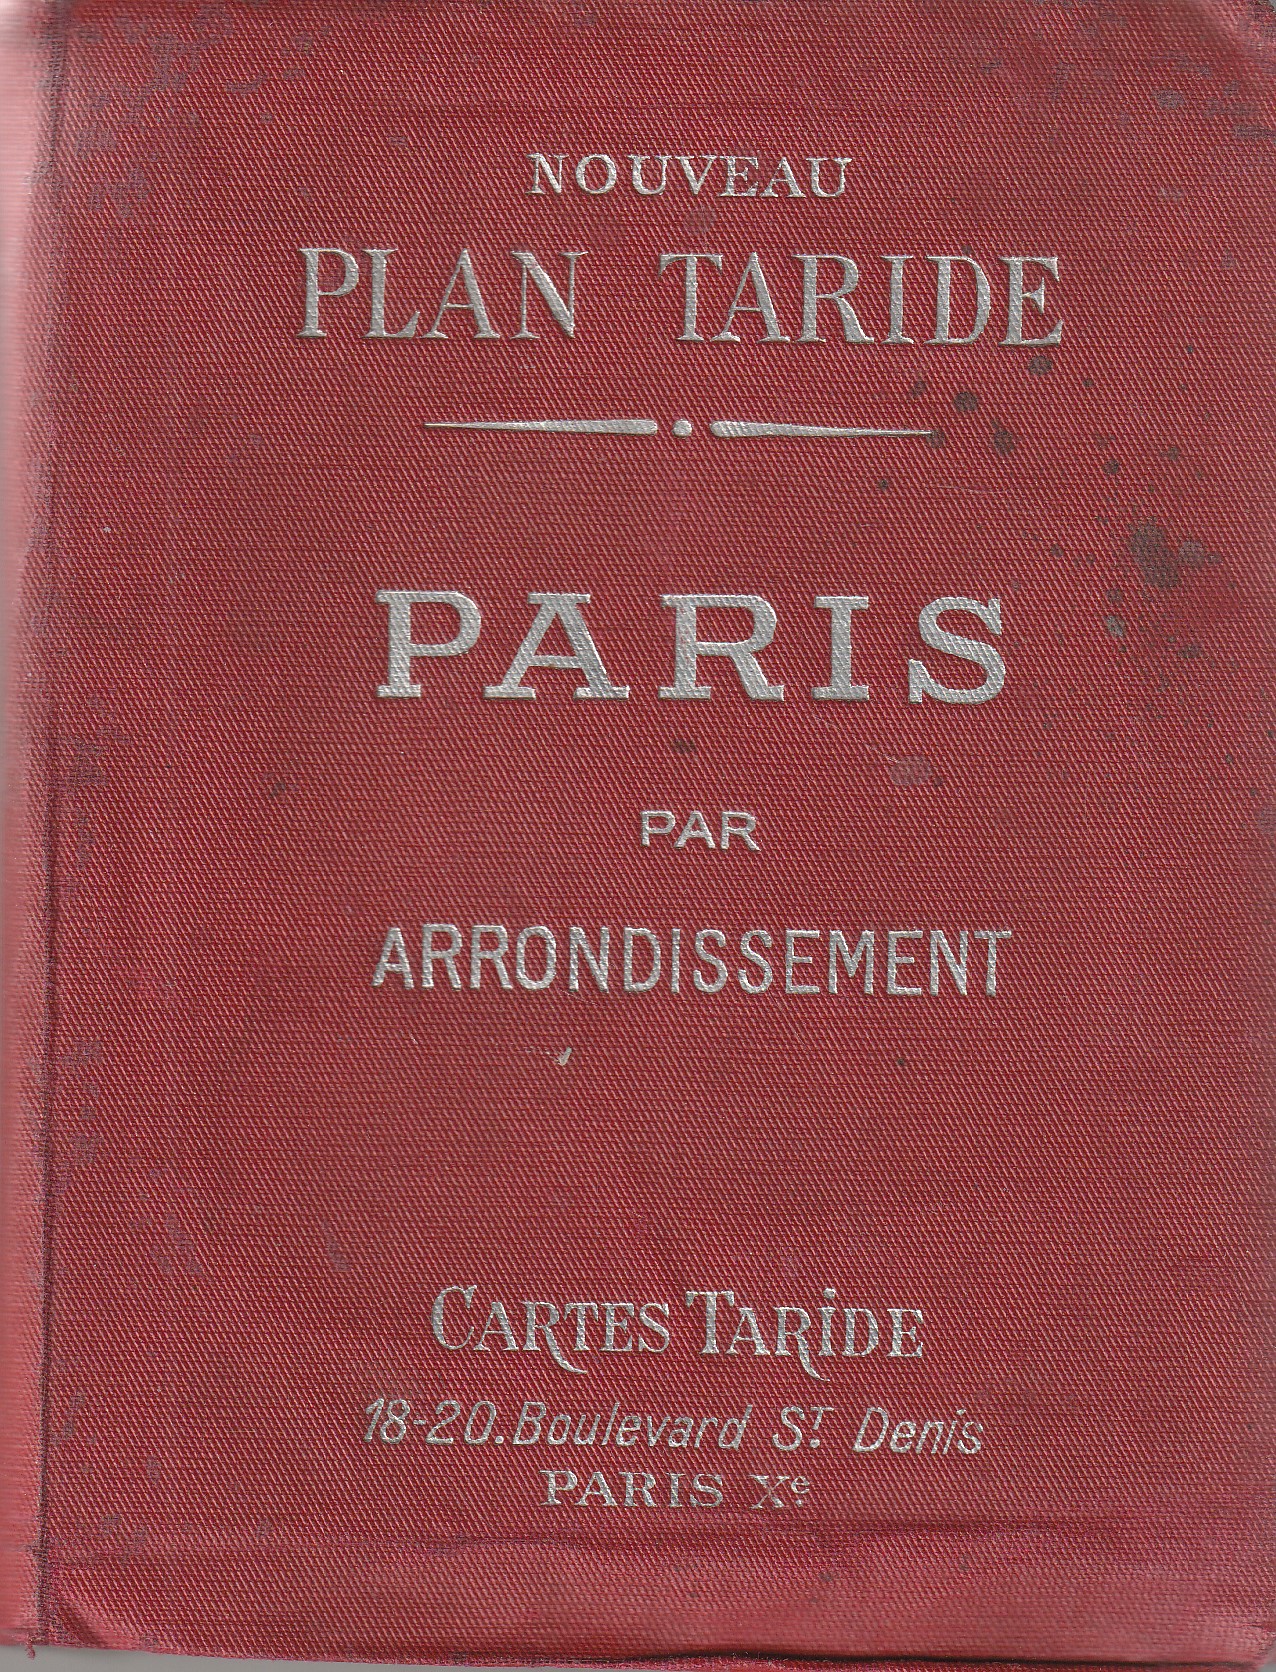 NOUVEAU
PLAN TARIDE
PARIS
PAR
ARRONDISSEMENT
CARTES TARIDE
18-20. Boulevard ST. Denis
PARIS Xe.